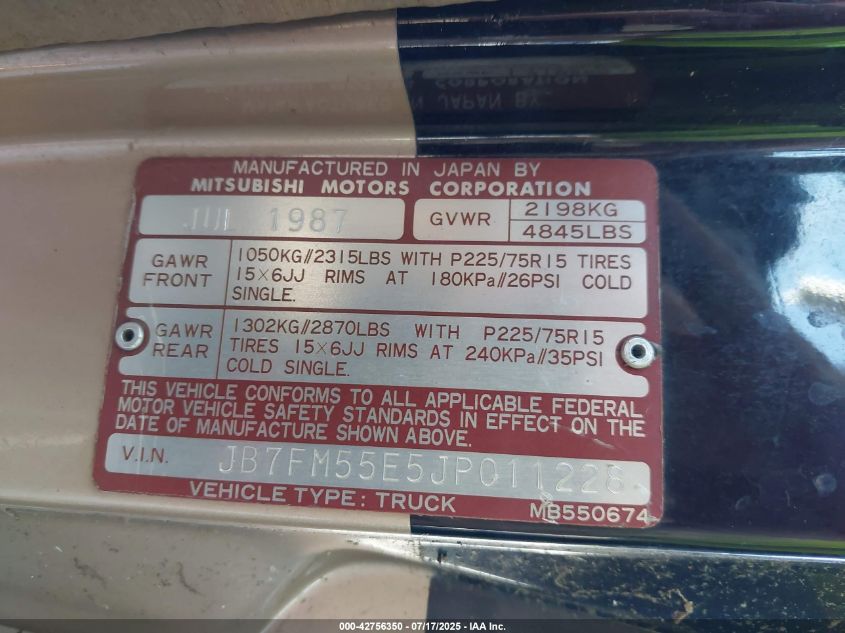 MANUFACTURED IN JAPAN BY
MITSUBISHI MOTORS CORPORATION
JUL 1987
GVWR
2198KG
4845LBS
GAWR FRONT
1050KG//2315LBS WITH P225/75R15 TIRES
15×6JJ RIMS AT 180KPa//26PSI COLD
SINGLE.
GAWR REAR
1302KG//2870LBS WITH P225/75R15
TIRES 15×6JJ RIMS AT 240KPa//35PSI
COLD SINGLE.
THIS VEHICLE CONFORMS TO ALL APPLICABLE FEDERAL
MOTOR VEHICLE SAFETY STANDARDS IN EFFECT ON THE
DATE OF MANUFACTURE SHOWN ABOVE.
V.I.N. JB7FM55E5JP011228
VEHICLE TYPE: TRUCK
MB550674
000-42756350 - 07/17/2025 - IAA Inc.